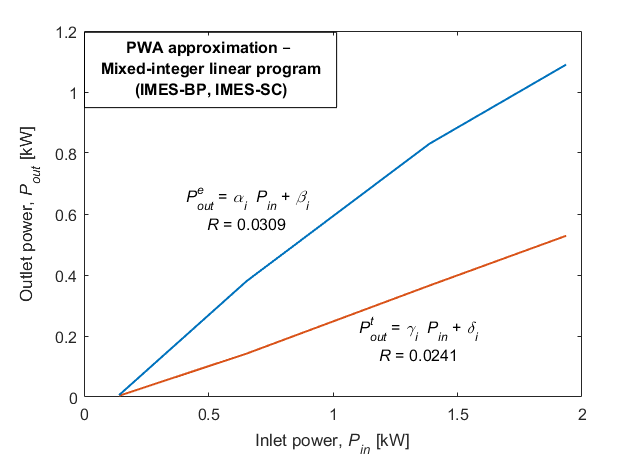 PWA approximation –
Mixed-integer linear program
(IMES-BP, IMES-SC)
1.2
1
0.8
0.6
0.4
0.2
0
Outlet power, P_out [kW]
P^e_out = α_i P_in + β_i
R = 0.0309
P^t_out = γ_i P_in + δ_i
R = 0.0241
0 0.5 1 1.5 2
Inlet power, P_in [kW]